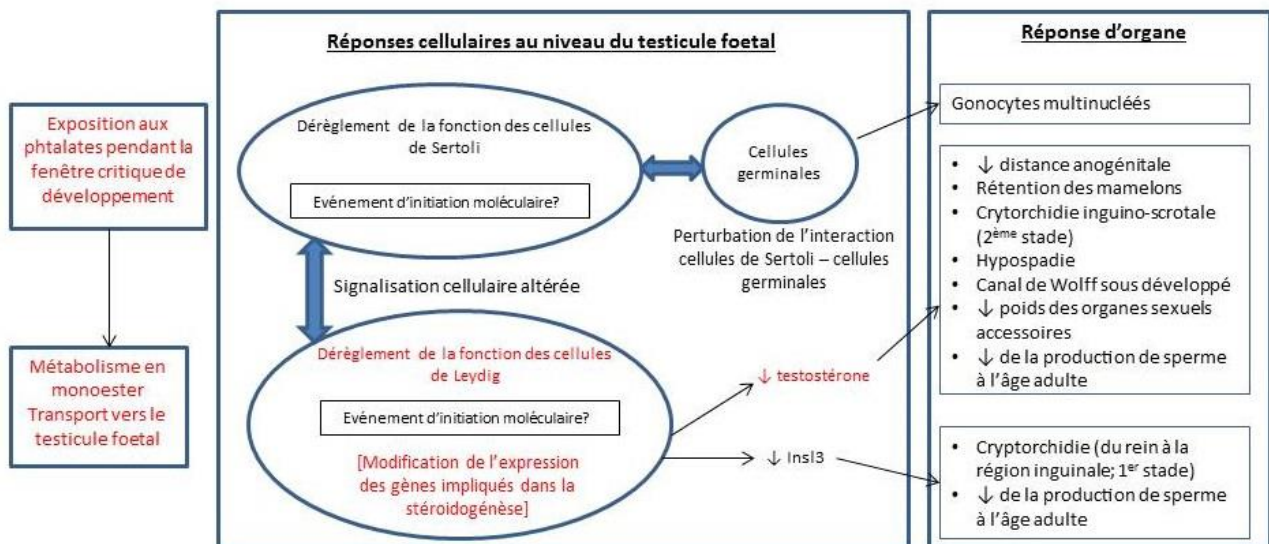 Exposition aux
phtalates pendant la
fenêtre critique de
développement
Métabolisme en
monoester
Transport vers le
testicule foetal
Réponses cellulaires au niveau du testicule foetal
Dérèglement de la fonction des cellules
de Sertoli
Evénement d'initiation moléculaire?
Cellules
germinales
Perturbation de l'interaction
cellules de Sertoli – cellules
germinales
Signalisation cellulaire altérée
Dérèglement de la fonction des cellules
de Leydig
Evénement d'initiation moléculaire?
[Modification de l'expression
des gènes impliqués dans la
stéroidogénèse]
↓ testostérone
↓ Insl3
Réponse d'organe
Gonocytes multinucléés
• ↓ distance anogénitale
• Rétention des mamelons
• Crytorchidie inguino-scrotale
(2ème stade)
• Hypospadie
• Canal de Wolff sous développé
• ↓ poids des organes sexuels
accessoires
• ↓ de la production de sperme
à l'âge adulte
• Cryptorchidie (du rein à la
région inguinale; 1er stade)
• ↓ de la production de sperme
à l'âge adulte